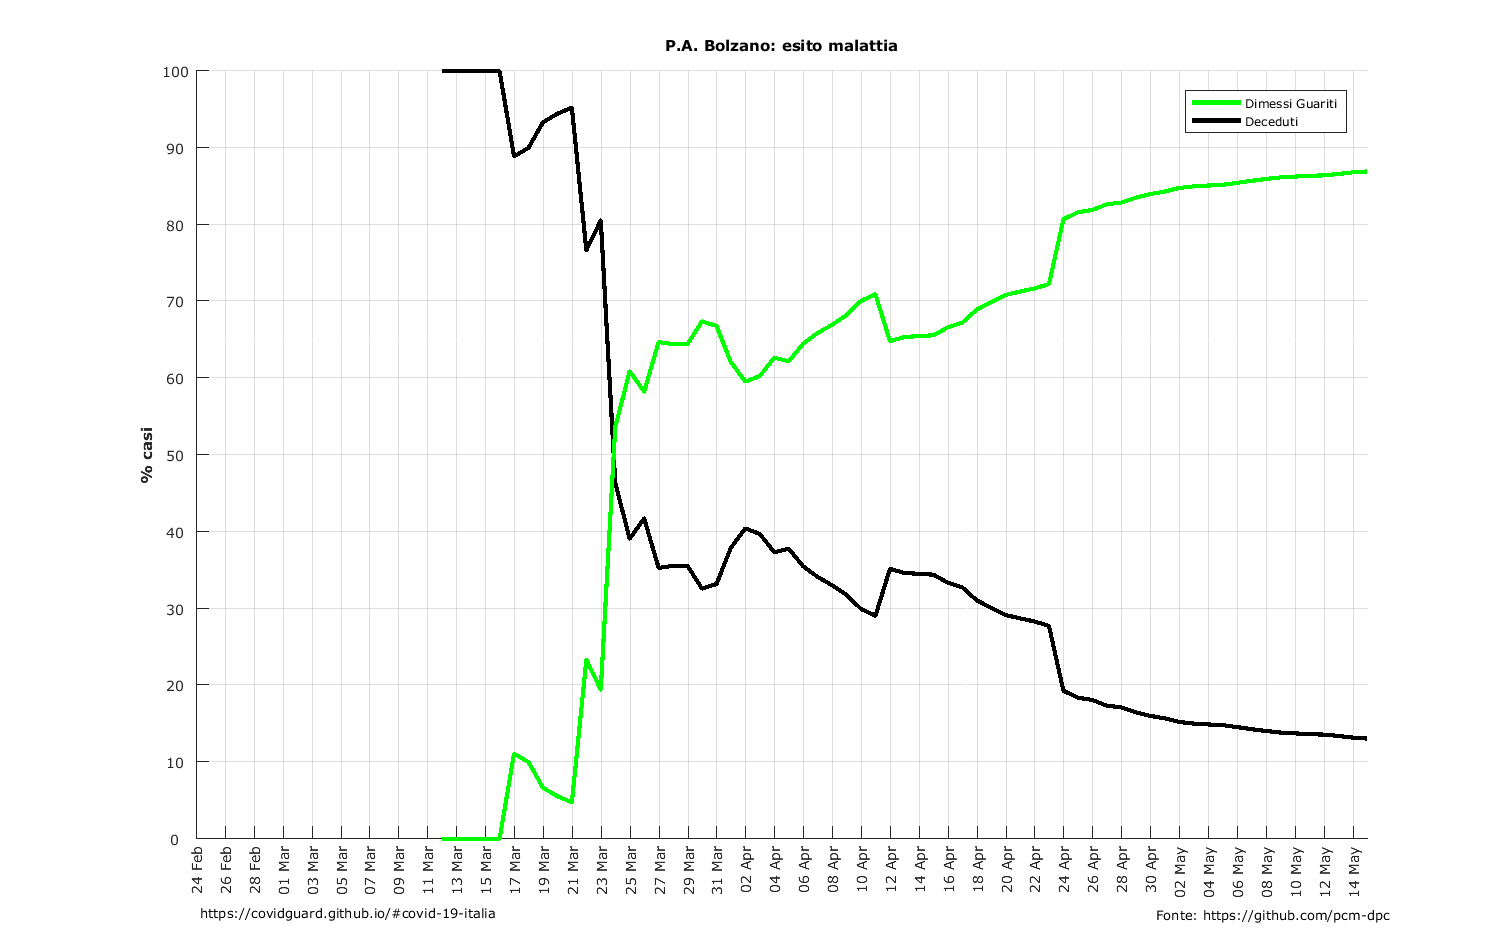 P.A. Bolzano: esito malattia
100
90
80
70
60
50
40
30
20
10
0
% casi
Dimessi Guariti
Deceduti
24 Feb
26 Feb
28 Feb
01 Mar
03 Mar
05 Mar
07 Mar
09 Mar
11 Mar
13 Mar
15 Mar
17 Mar
19 Mar
21 Mar
23 Mar
25 Mar
27 Mar
29 Mar
31 Mar
02 Apr
04 Apr
06 Apr
08 Apr
10 Apr
12 Apr
14 Apr
16 Apr
18 Apr
20 Apr
22 Apr
24 Apr
26 Apr
28 Apr
30 Apr
02 May
04 May
06 May
08 May
10 May
12 May
14 May
https://covidguard.github.io/#covid-19-italia
Fonte: https://github.com/pcm-dpc